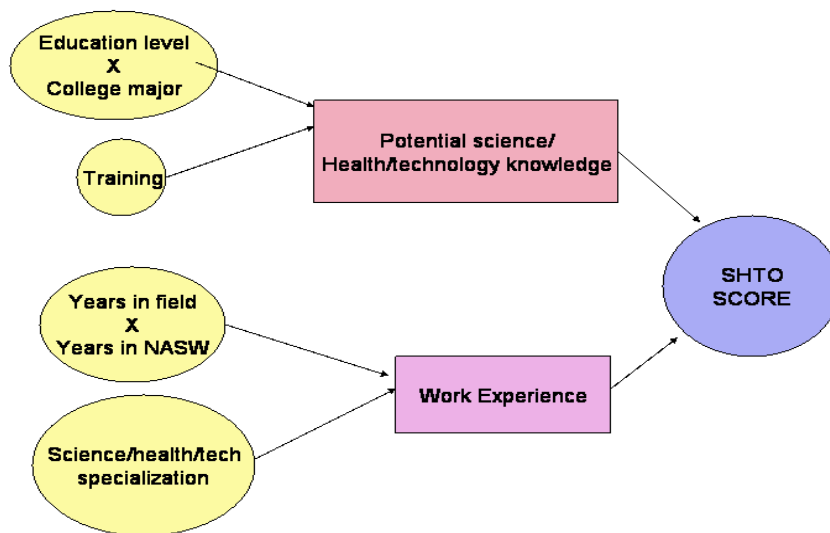 Education level
X
College major
Potential science/
Health/technology knowledge
Training
SHTO
SCORE
Years in field
X
Years in NASW
Work Experience
Science/health/tech
specialization